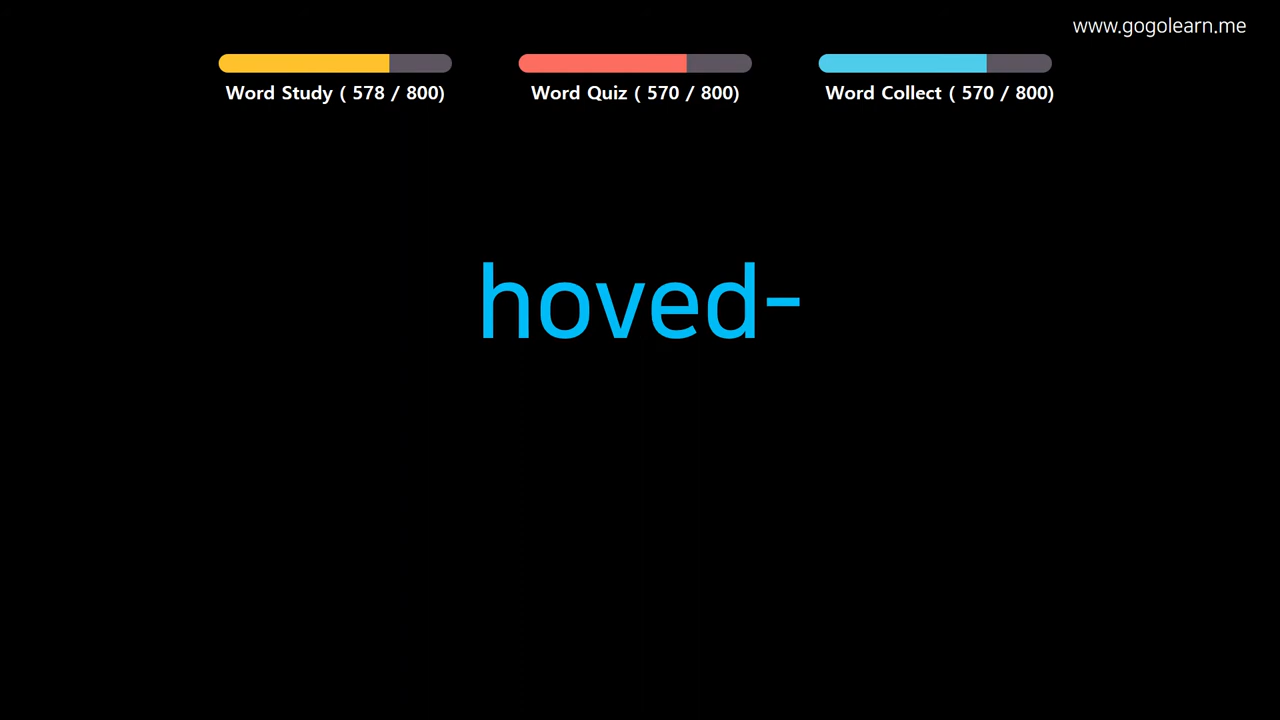 www.gogolearn.me
Word Study ( 578 / 800)
Word Quiz ( 570 / 800)
Word Collect ( 570 / 800)
hoved-